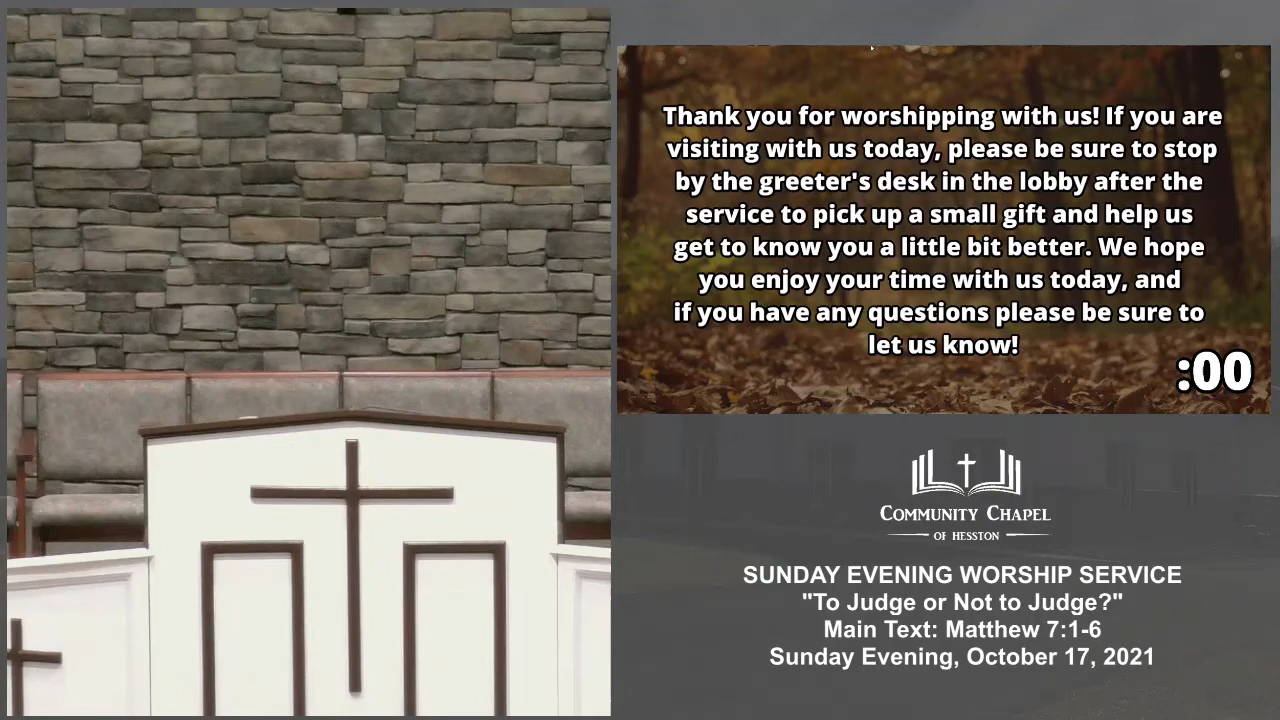 Thank you for worshipping with us! If you are
visiting with us today, please be sure to stop
by the greeter's desk in the lobby after the
service to pick up a small gift and help us
get to know you a little bit better. We hope
you enjoy your time with us today, and
if you have any questions please be sure to
let us know!
:00
COMMUNITY CHAPEL
OF HESSTON
SUNDAY EVENING WORSHIP SERVICE
"To Judge or Not to Judge?"
Main Text: Matthew 7:1-6
Sunday Evening, October 17, 2021